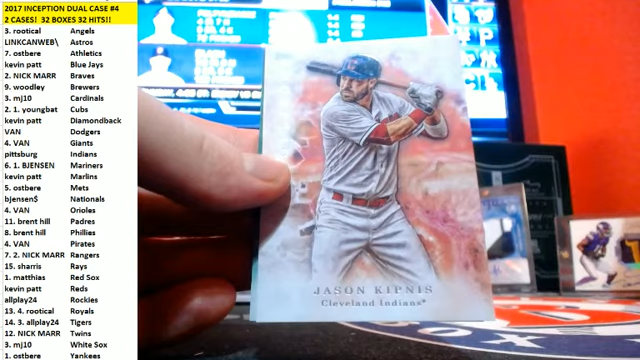 2017 INCEPTION DUAL CASE #4
2 CASES! 32 BOXES 32 HITS!!
3. rootical Angels
LINKCANWEB\ Astros
7. ostbere Athletics
kevin patt Blue Jays
2. NICK MARR Braves
9. woodley Brewers
3. mj10 Cardinals
2. 1. youngbat Cubs
kevin patt Diamondback
VAN Dodgers
4. VAN Giants
pittsburg Indians
6. 1. BJENSEN Mariners
kevin patt Marlins
5. ostbere Mets
bjensen$ Nationals
4. VAN Orioles
11. brent hill Padres
8. brent hill Phillies
4. VAN Pirates
7. 2. NICK MARR Rangers
15. sharris Rays
1. matthias Red Sox
kevin patt Reds
allplay24 Rockies
13. 4. rootical Royals
14. 3. allplay24 Tigers
12. NICK MARR Twins
3. mj10 White Sox
1. ostbere Yankees
JASON KIPNIS
Cleveland Indians®